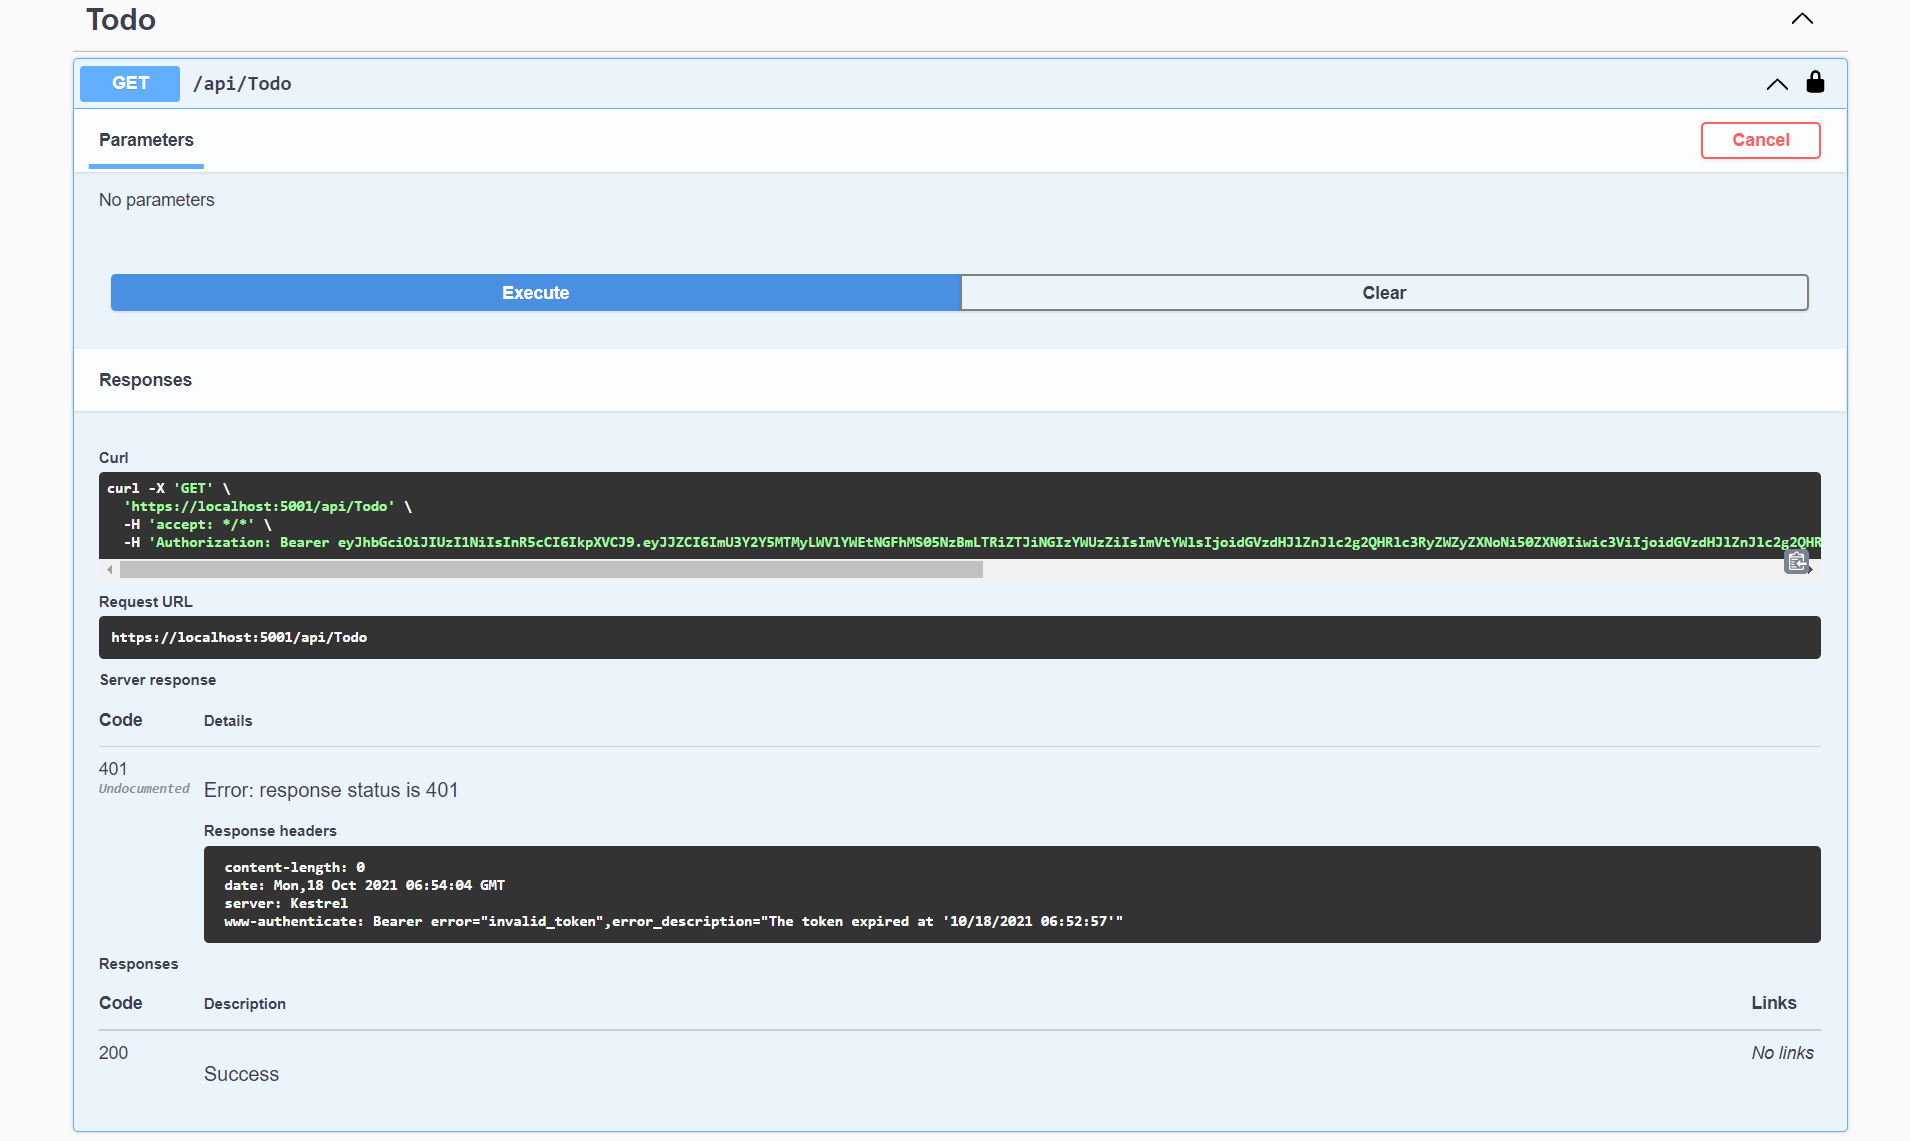 Todo
GET /api/Todo
Parameters
Cancel
No parameters
Execute
Clear
Responses
Curl
curl -X 'GET' \
'https://localhost:5001/api/Todo' \
-H 'accept: */*' \
-H 'Authorization: Bearer eyJhbGciOiJIUzI1NiIsInR5cCI6IkpXVCJ9.eyJJZCI6ImU3Y2Y5MTMyLWVlYWEtNGFhMS05NzBmLTRiZTJiNGIzYWUzZiIsImVtYWlsIjoidGVzdHJlZnJlc2g2QHRlc3RyZWZyZXNoNi50ZXN0Iiwic3ViIjoidGVzdHJlZnJlc2g2QHR
Request URL
https://localhost:5001/api/Todo
Server response
Code Details
401
Undocumented
Error: response status is 401
Response headers
content-length: 0
date: Mon,18 Oct 2021 06:54:04 GMT
server: Kestrel
www-authenticate: Bearer error="invalid_token",error_description="The token expired at '10/18/2021 06:52:57'"
Responses
Code Description Links
200 No links
Success